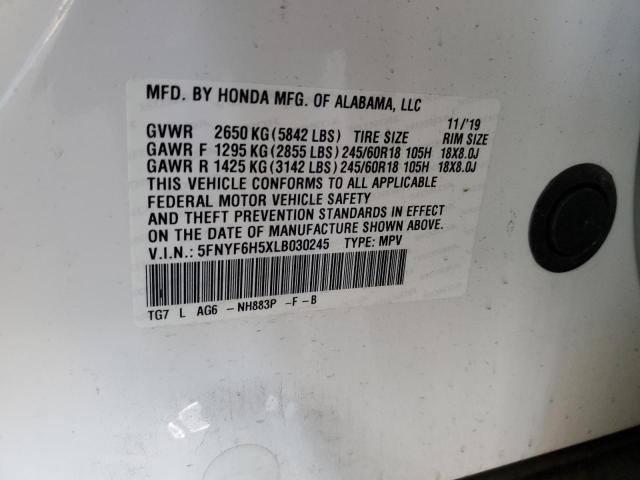 MFD. BY HONDA MFG. OF ALABAMA, LLC
11/'19
GVWR 2650 KG (5842 LBS) TIRE SIZE RIM SIZE
GAWR F 1295 KG (2855 LBS) 245/60R18 105H 18X8.0J
GAWR R 1425 KG (3142 LBS) 245/60R18 105H 18X8.0J
THIS VEHICLE CONFORMS TO ALL APPLICABLE
FEDERAL MOTOR VEHICLE SAFETY
AND THEFT PREVENTION STANDARDS IN EFFECT
ON THE DATE OF MANUFACTURE SHOWN ABOVE.
V.I.N.: 5FNYF6H5XLB030245 TYPE: MPV
TG7 L AG6 - NH883P -F - B